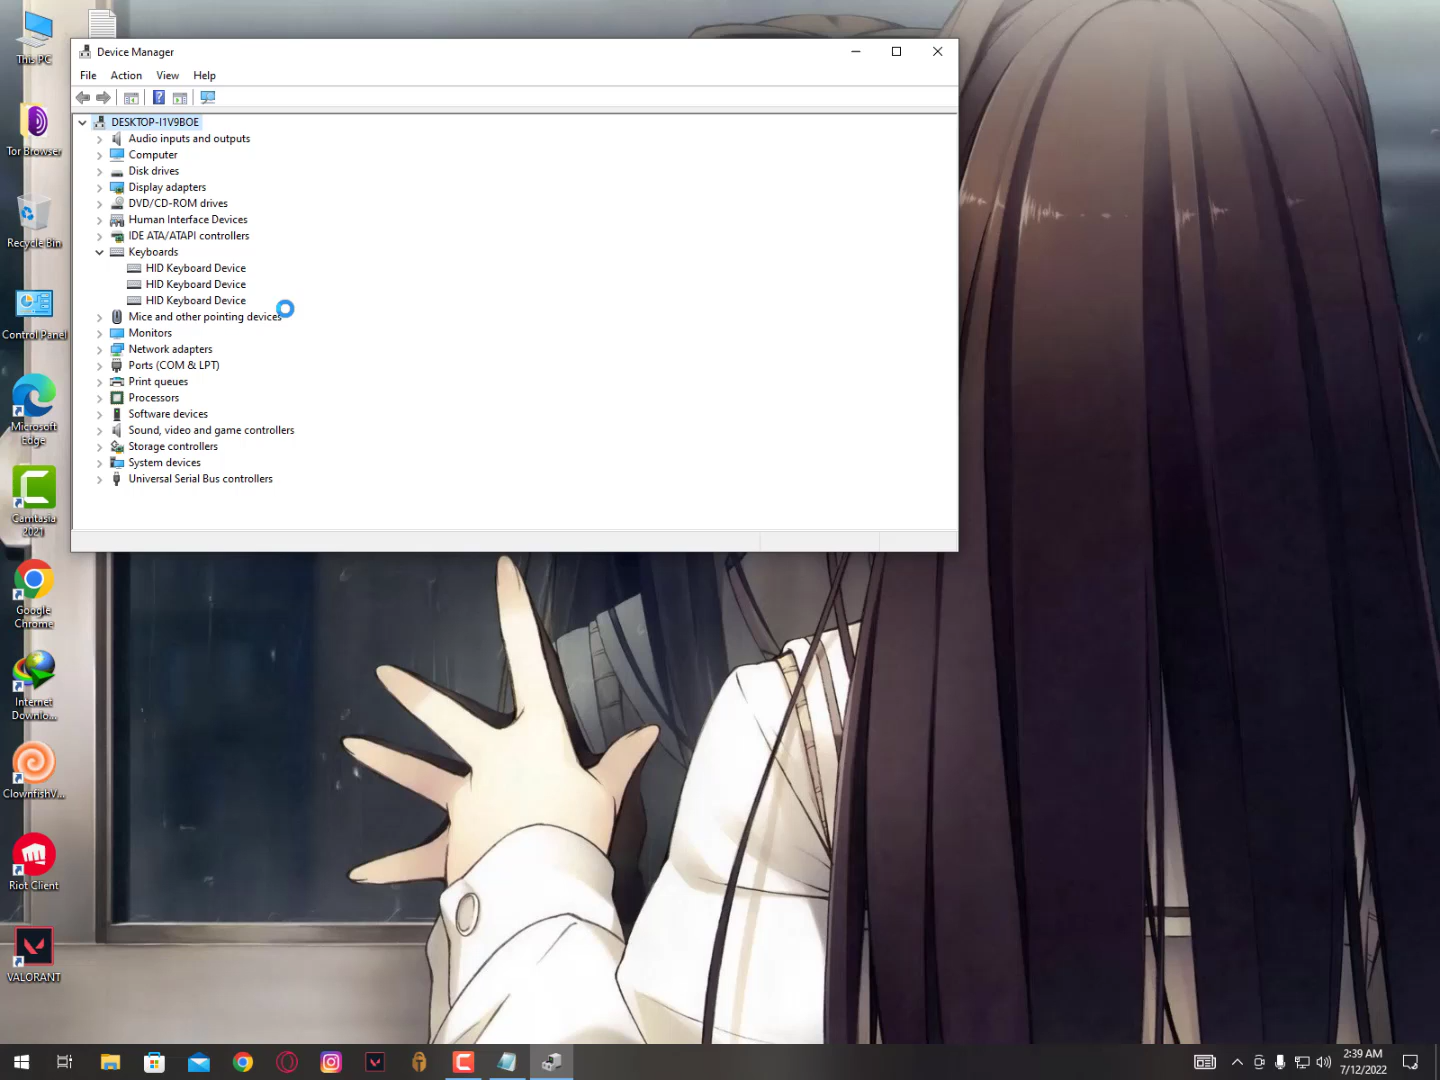 This PC
Tor Browser
Recycle Bin
Control Panel
Microsoft
Edge
Camtasia
2021
Google
Chrome
Internet
Downlo...
ClownfishV...
Riot Client
VALORANT
Device Manager
File Action View Help
DESKTOP-I1V9BOE
Audio inputs and outputs
Computer
Disk drives
Display adapters
DVD/CD-ROM drives
Human Interface Devices
IDE ATA/ATAPI controllers
Keyboards
HID Keyboard Device
HID Keyboard Device
HID Keyboard Device
Mice and other pointing devices
Monitors
Network adapters
Ports (COM & LPT)
Print queues
Processors
Software devices
Sound, video and game controllers
Storage controllers
System devices
Universal Serial Bus controllers
2:39 AM
7/12/2022